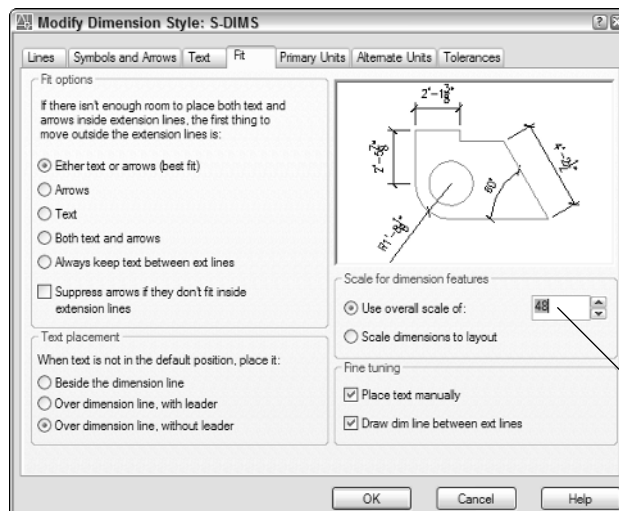 Modify Dimension Style: S-DIMS
Lines Symbols and Arrows Text Fit Primary Units Alternate Units Tolerances
Fit options
If there isn't enough room to place both text and
arrows inside extension lines, the first thing to
move outside the extension lines is:
Either text or arrows (best fit)
Arrows
Text
Both text and arrows
Always keep text between ext lines
Suppress arrows if they don't fit inside
extension lines
Text placement
When text is not in the default position, place it:
Beside the dimension line
Over dimension line, with leader
Over dimension line, without leader
60°
Scale for dimension features
Use overall scale of: 48
Scale dimensions to layout
Fine tuning
Place text manually
Draw dim line between ext lines
OK Cancel Help